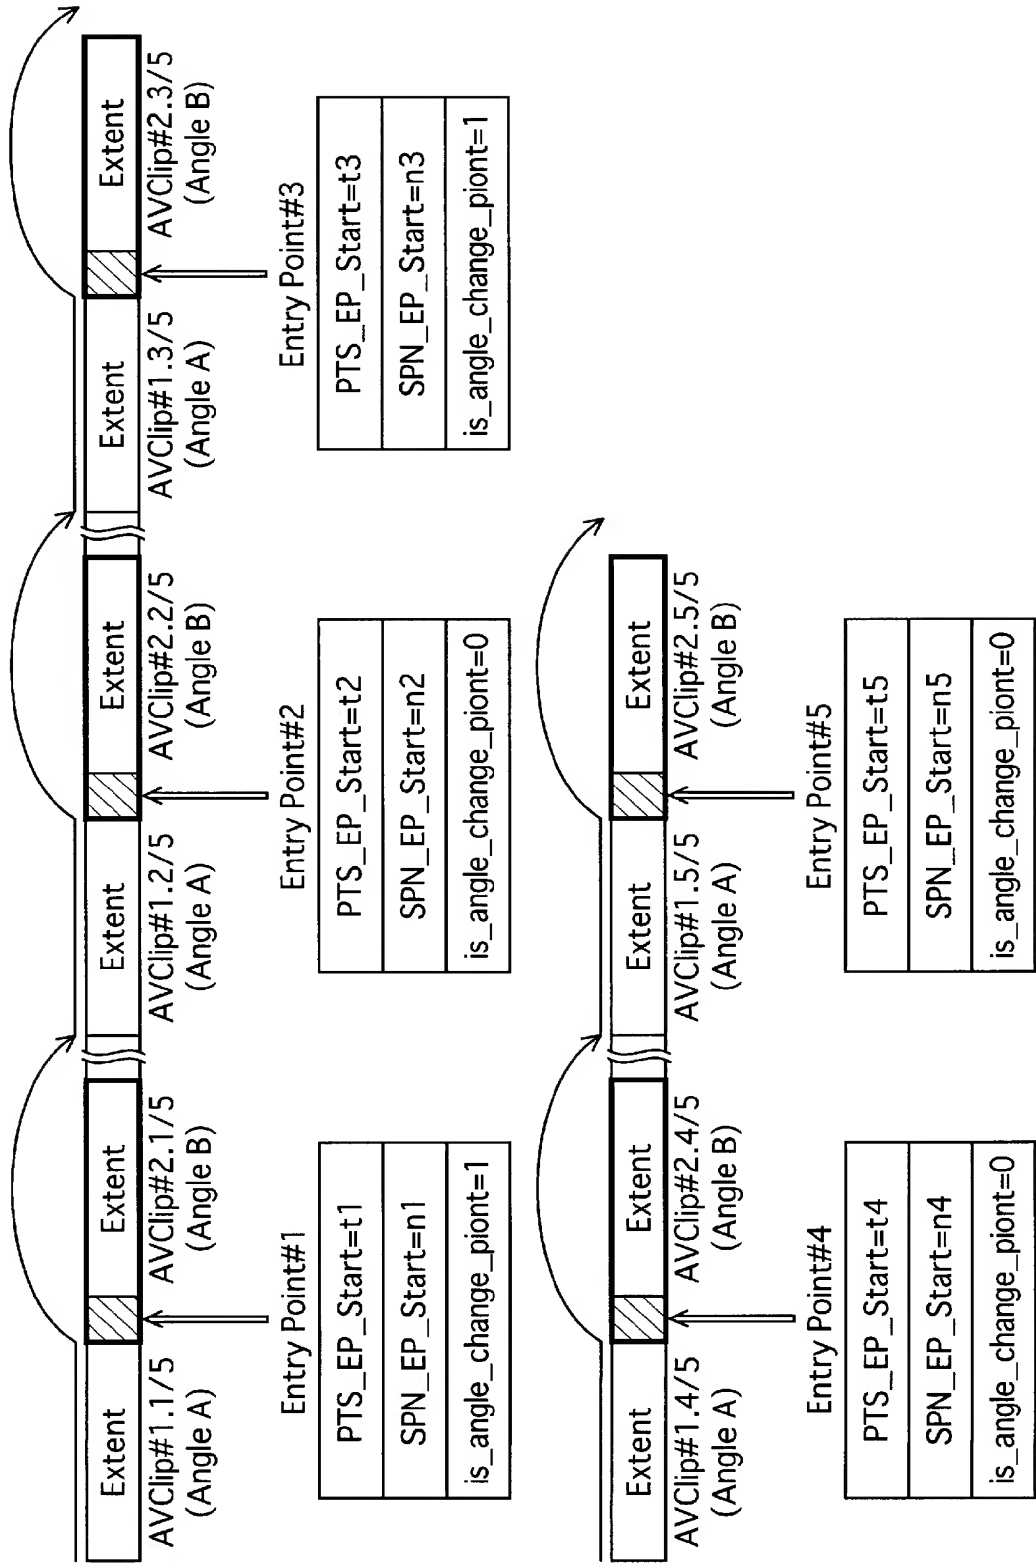 Extent
AVClip#1.1/5
(Angle A)
Extent
AVClip#2.1/5
(Angle B)
Extent
AVClip#1.2/5
(Angle A)
Extent
AVClip#2.2/5
(Angle B)
Extent
AVClip#1.3/5
(Angle A)
Extent
AVClip#2.3/5
(Angle B)
Entry Point#1
PTS_EP_Start=t1
SPN_EP_Start=n1
is_angle_change_piont=1
Entry Point#2
PTS_EP_Start=t2
SPN_EP_Start=n2
is_angle_change_piont=0
Entry Point#3
PTS_EP_Start=t3
SPN_EP_Start=n3
is_angle_change_piont=1
Extent
AVClip#1.4/5
(Angle A)
Extent
AVClip#2.4/5
(Angle B)
Extent
AVClip#1.5/5
(Angle A)
Extent
AVClip#2.5/5
(Angle B)
Entry Point#4
PTS_EP_Start=t4
SPN_EP_Start=n4
is_angle_change_piont=0
Entry Point#5
PTS_EP_Start=t5
SPN_EP_Start=n5
is_angle_change_piont=0